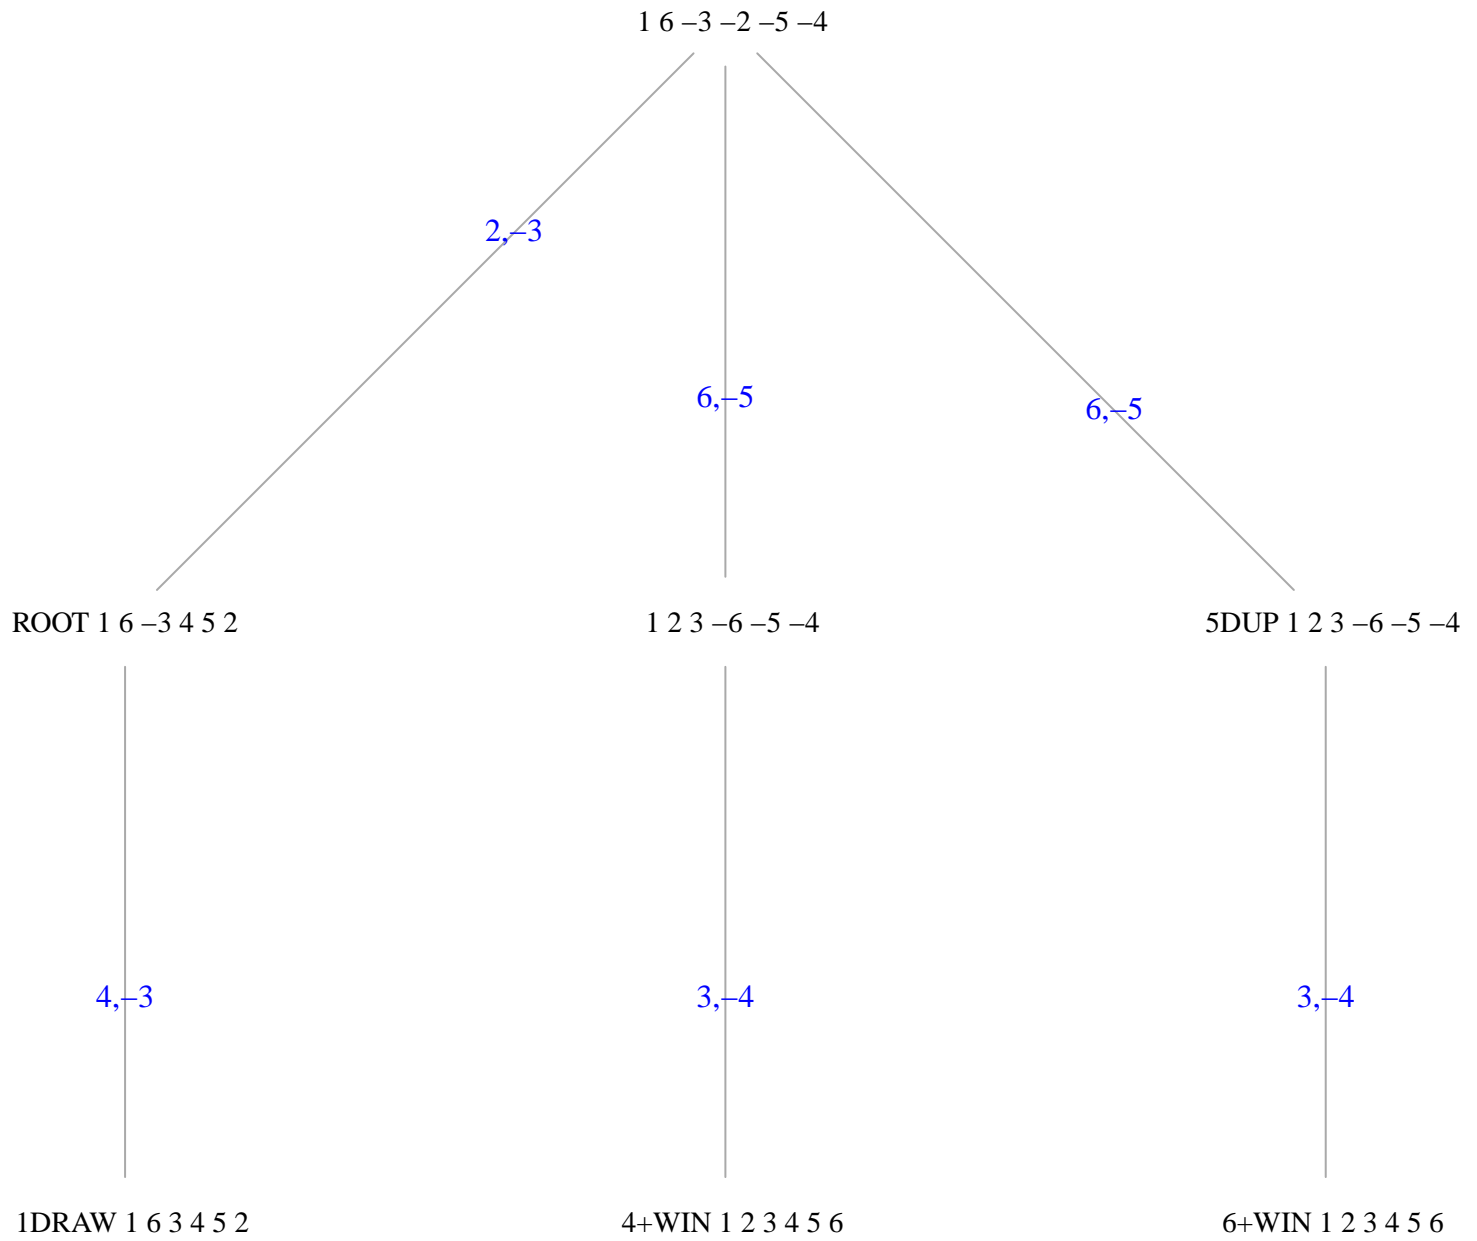 1 6 –3 –2 –5 –4
2,–3
6,–5
6,–5
ROOT 1 6 –3 4 5 2
1 2 3 –6 –5 –4
5DUP 1 2 3 –6 –5 –4
4,–3
3,–4
3,–4
1DRAW 1 6 3 4 5 2
4+WIN 1 2 3 4 5 6
6+WIN 1 2 3 4 5 6